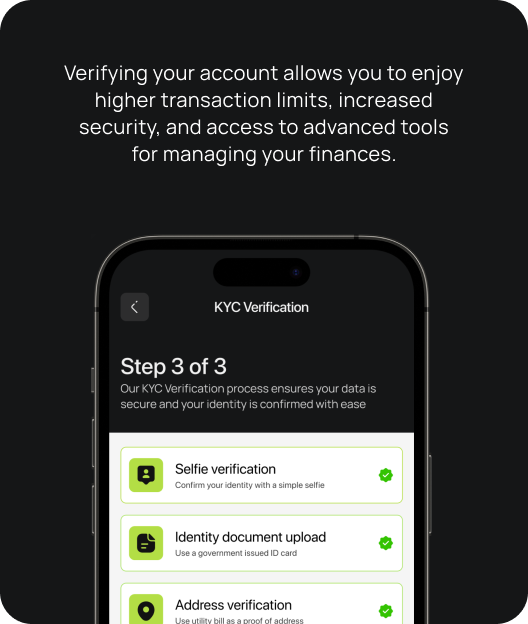 Verifying your account allows you to enjoy
higher transaction limits, increased
security, and access to advanced tools
for managing your finances.
KYC Verification
Step 3 of 3
Our KYC Verification process ensures your data is
secure and your identity is confirmed with ease
Selfie verification
Confirm your identity with a simple selfie
Identity document upload
Use a government issued ID card
Address verification
Use utility bill as a proof of address